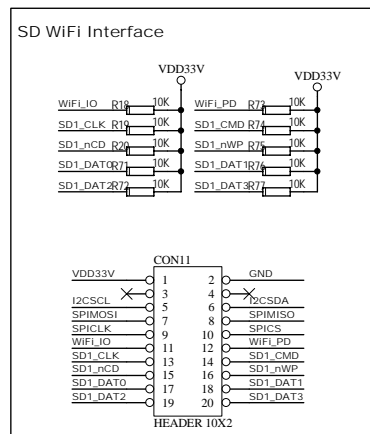 SD WiFi Interface
VDD33V VDD33V
WiFi_IO R18 10K WiFi_PD R73 10K
SD1_CLK R19 10K SD1_CMD R74 10K
SD1_nCD R20 10K SD1_nWP R75 10K
SD1_DAT0 R71 10K SD1_DAT1 R76 10K
SD1_DAT2 R72 10K SD1_DAT3 R77 10K
CON11
VDD33V 1 2 GND
3 4
I2CSCL 5 6 I2CSDA
SPIMOSI 7 8 SPIMISO
SPICLK 9 10 SPICS
WiFi_IO 11 12 WiFi_PD
SD1_CLK 13 14 SD1_CMD
SD1_nCD 15 16 SD1_nWP
SD1_DAT0 17 18 SD1_DAT1
SD1_DAT2 19 20 SD1_DAT3
HEADER 10X2